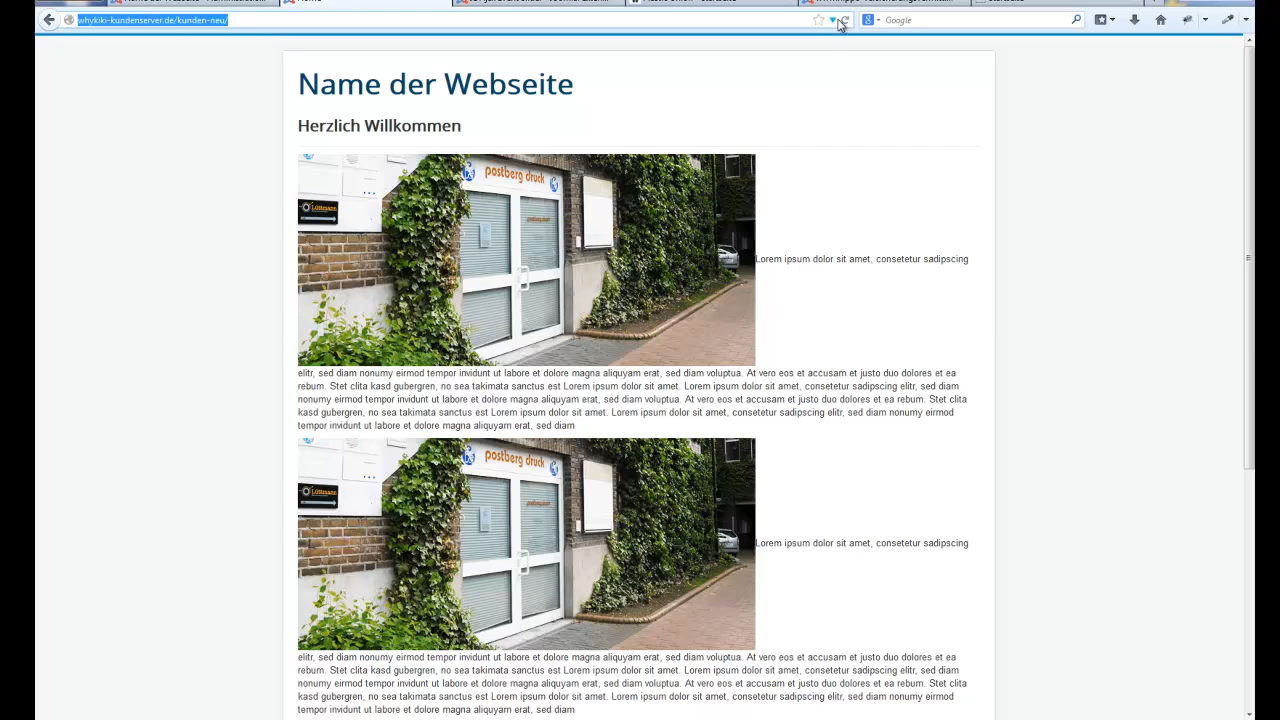 whykiki-kundenserver.de/kunden-neu/
Google
Name der Webseite
Herzlich Willkommen
postberg druck
Lüttmann
Lorem ipsum dolor sit amet, consetetur sadipscing
elitr, sed diam nonumy eirmod tempor invidunt ut labore et dolore magna aliquyam erat, sed diam voluptua. At vero eos et accusam et justo duo dolores et ea
rebum. Stet clita kasd gubergren, no sea takimata sanctus est Lorem ipsum dolor sit amet. Lorem ipsum dolor sit amet, consetetur sadipscing elitr, sed diam
nonumy eirmod tempor invidunt ut labore et dolore magna aliquyam erat, sed diam voluptua. At vero eos et accusam et justo duo dolores et ea rebum. Stet clita
kasd gubergren, no sea takimata sanctus est Lorem ipsum dolor sit amet. Lorem ipsum dolor sit amet, consetetur sadipscing elitr, sed diam nonumy eirmod
tempor invidunt ut labore et dolore magna aliquyam erat, sed diam
postberg druck
Lüttmann
Lorem ipsum dolor sit amet, consetetur sadipscing
elitr, sed diam nonumy eirmod tempor invidunt ut labore et dolore magna aliquyam erat, sed diam voluptua. At vero eos et accusam et justo duo dolores et ea
rebum. Stet clita kasd gubergren, no sea takimata sanctus est Lorem ipsum dolor sit amet. Lorem ipsum dolor sit amet, consetetur sadipscing elitr, sed diam
nonumy eirmod tempor invidunt ut labore et dolore magna aliquyam erat, sed diam voluptua. At vero eos et accusam et justo duo dolores et ea rebum. Stet clita
kasd gubergren, no sea takimata sanctus est Lorem ipsum dolor sit amet. Lorem ipsum dolor sit amet, consetetur sadipscing elitr, sed diam nonumy eirmod
tempor invidunt ut labore et dolore magna aliquyam erat, sed diam